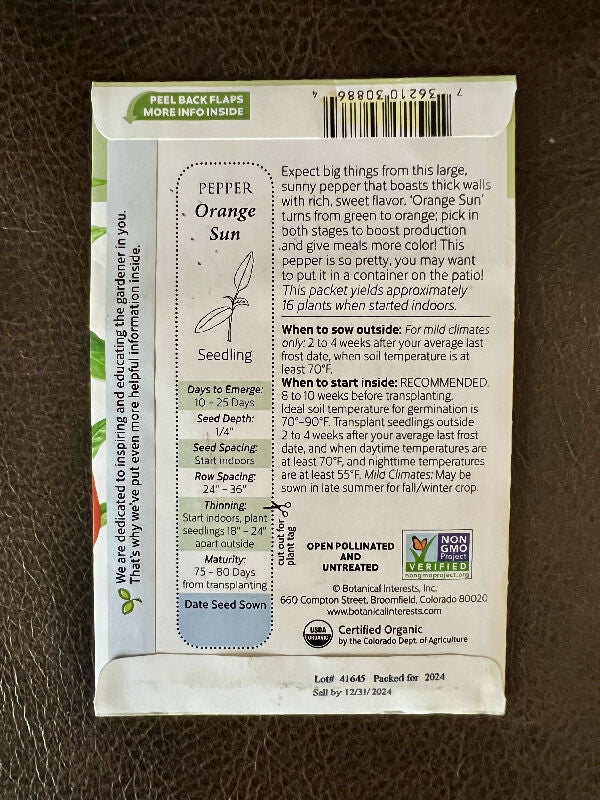 PEEL BACK FLAPS
MORE INFO INSIDE
7 36210 30886 4
We are dedicated to inspiring and educating the gardener in you.
That's why we've put even more helpful information inside.
PEPPER
Orange
Sun
Seedling
Days to Emerge:
10 – 25 Days
Seed Depth:
1/4"
Seed Spacing:
Start indoors
Row Spacing:
24" – 36"
Thinning:
Start indoors, plant
seedlings 18" – 24"
apart outside
Maturity:
75 – 80 Days
from transplanting
Date Seed Sown
cut out for
plant tag
Expect big things from this large,
sunny pepper that boasts thick walls
with rich, sweet flavor. 'Orange Sun'
turns from green to orange; pick in
both stages to boost production
and give meals more color! This
pepper is so pretty, you may want
to put it in a container on the patio!
This packet yields approximately
16 plants when started indoors.
When to sow outside: For mild climates
only: 2 to 4 weeks after your average last
frost date, when soil temperature is at
least 70°F.
When to start inside: RECOMMENDED.
8 to 10 weeks before transplanting.
Ideal soil temperature for germination is
70°–90°F. Transplant seedlings outside
2 to 4 weeks after your average last frost
date, and when daytime temperatures are
at least 70°F, and nighttime temperatures
are at least 55°F. Mild Climates: May be
sown in late summer for fall/winter crop.
OPEN POLLINATED
AND
UNTREATED
NON
GMO
Project
VERIFIED
nongmoproject.org
© Botanical Interests, Inc.
660 Compton Street, Broomfield, Colorado 80020
www.botanicalinterests.com
USDA
ORGANIC
Certified Organic
by the Colorado Dept. of Agriculture
Lot# 41645 Packed for 2024
Sell by 12/31/2024